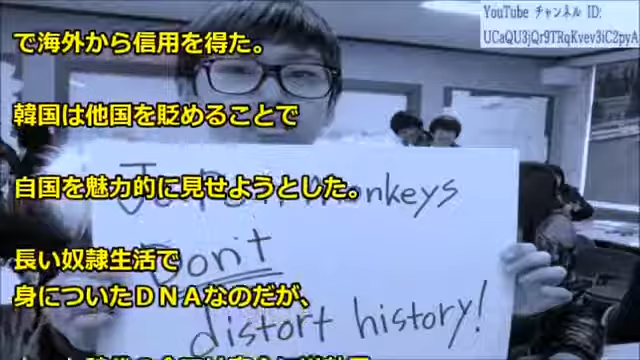 YouTube チャンネル ID:
UCaQU3jQr9TRqKvev3iC2pyA
で海外から信用を得た。
韓国は他国を貶めることで
自国を魅力的に見せようとした。
長い奴隷生活で
身についたＤＮＡなのだが、
Monkeys
Don't
distort history!